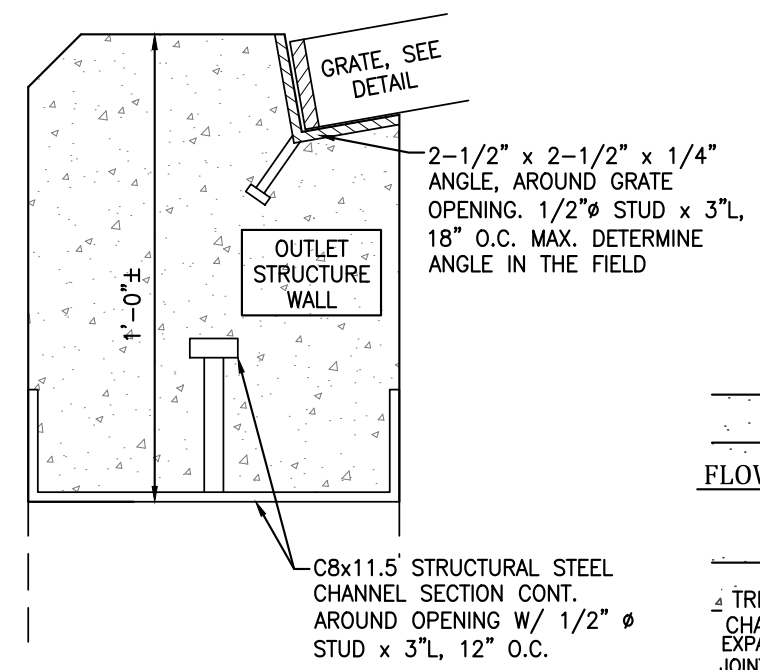 GRATE, SEE
DETAIL
2-1/2" x 2-1/2" x 1/4"
ANGLE, AROUND GRATE
OPENING. 1/2"ø STUD x 3"L,
18" O.C. MAX. DETERMINE
ANGLE IN THE FIELD
OUTLET
STRUCTURE
WALL
1'-0"±
FLOW
C8x11.5 STRUCTURAL STEEL
CHANNEL SECTION CONT.
AROUND OPENING W/ 1/2" ø
STUD x 3"L, 12" O.C.